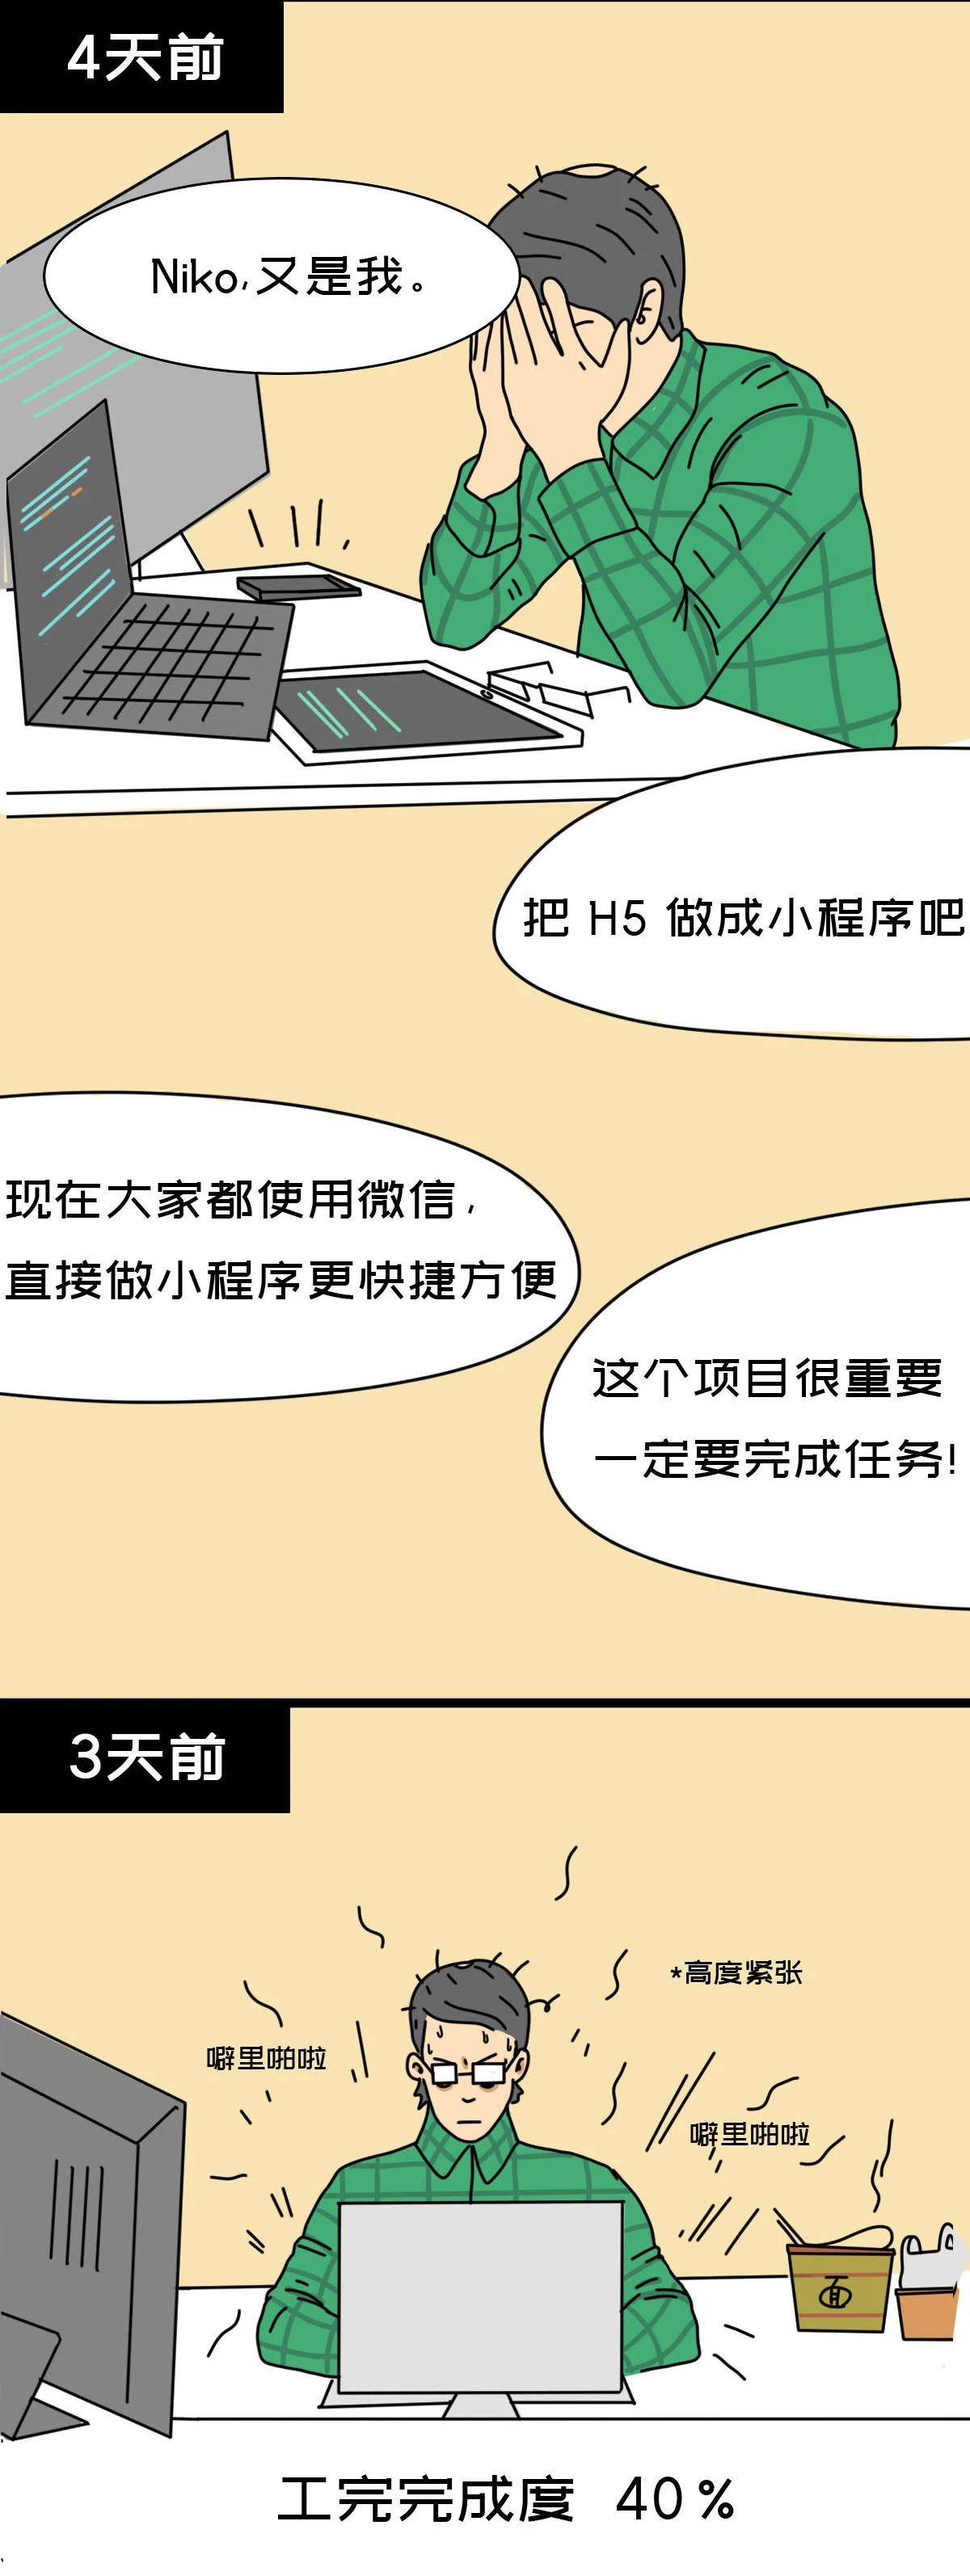 4天前
Niko,又是我。
把 H5 做成小程序吧
现在大家都使用微信,
直接做小程序更快捷方便
这个项目很重要
一定要完成任务!
3天前
*高度紧张
噼里啪啦
噼里啪啦
面
工完完成度 40%